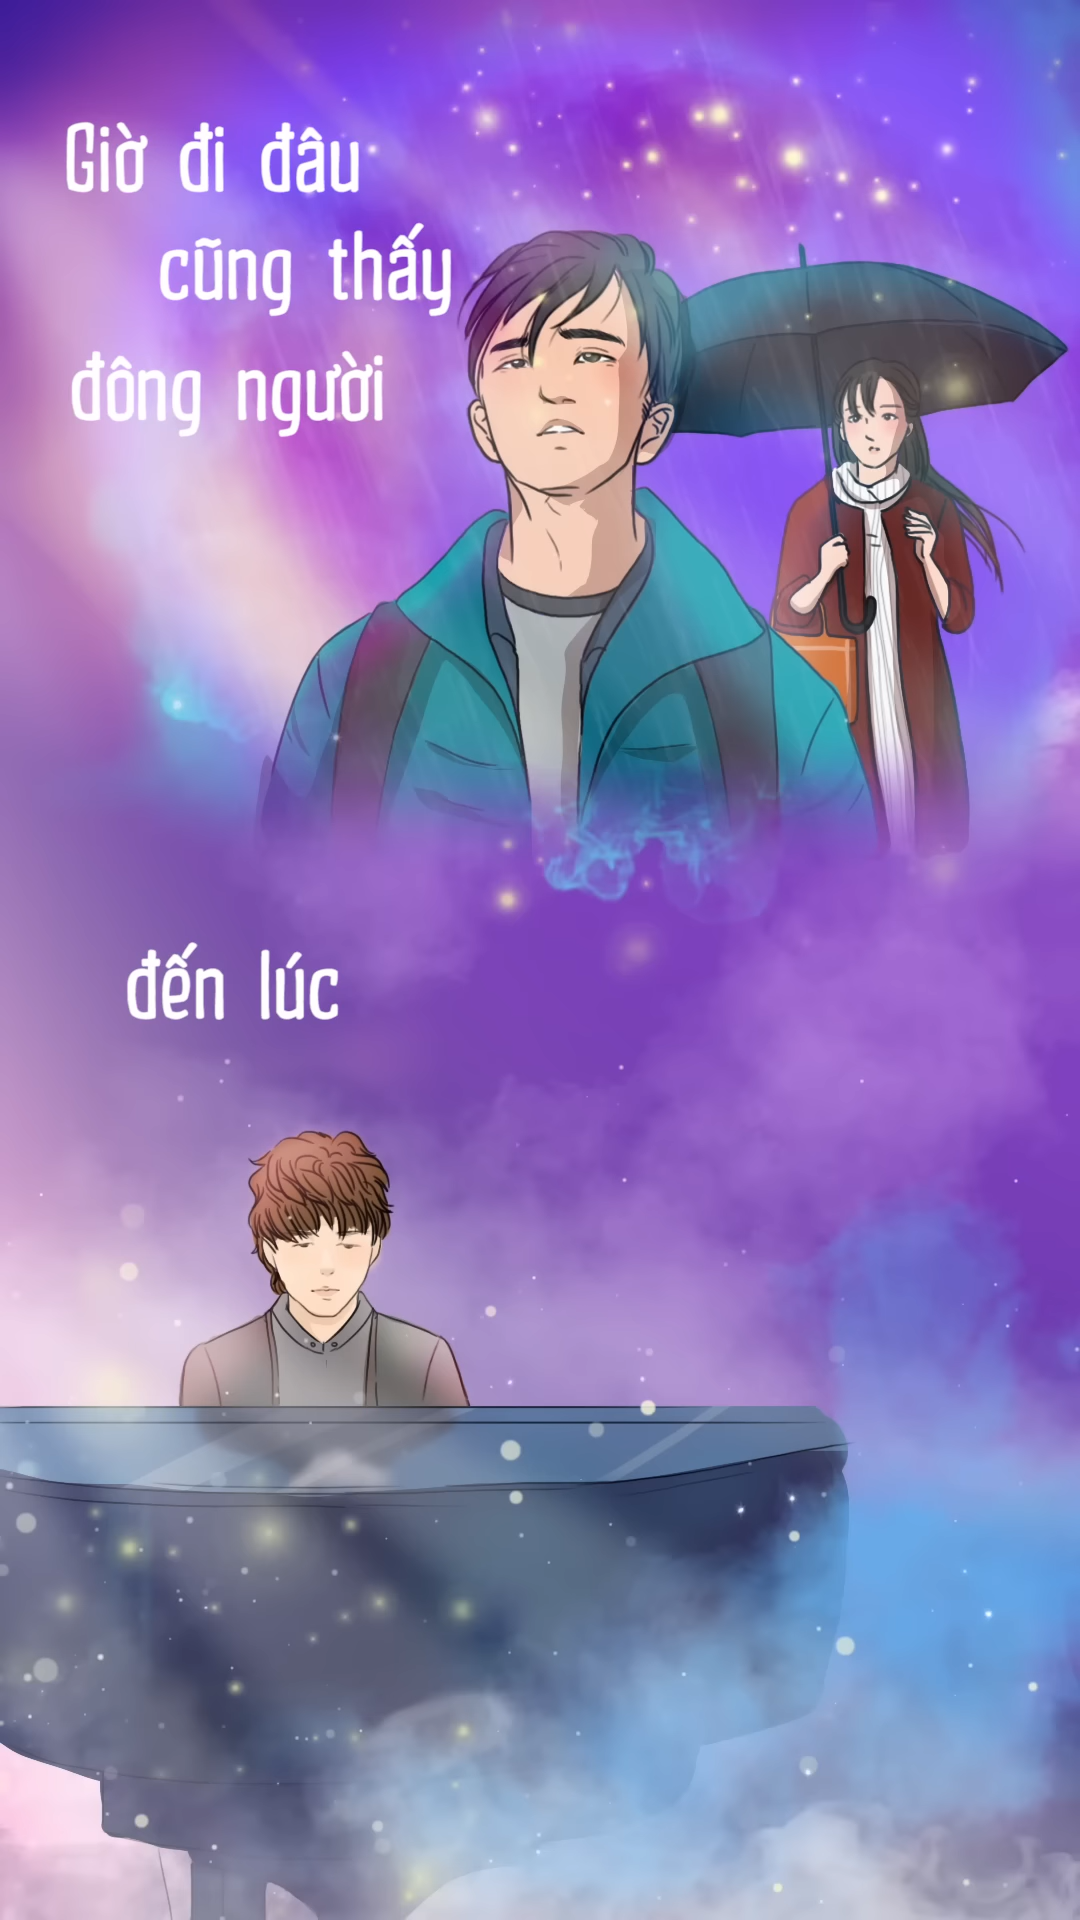 Giờ đi đâu
cũng thấy
đông người
đến lúc